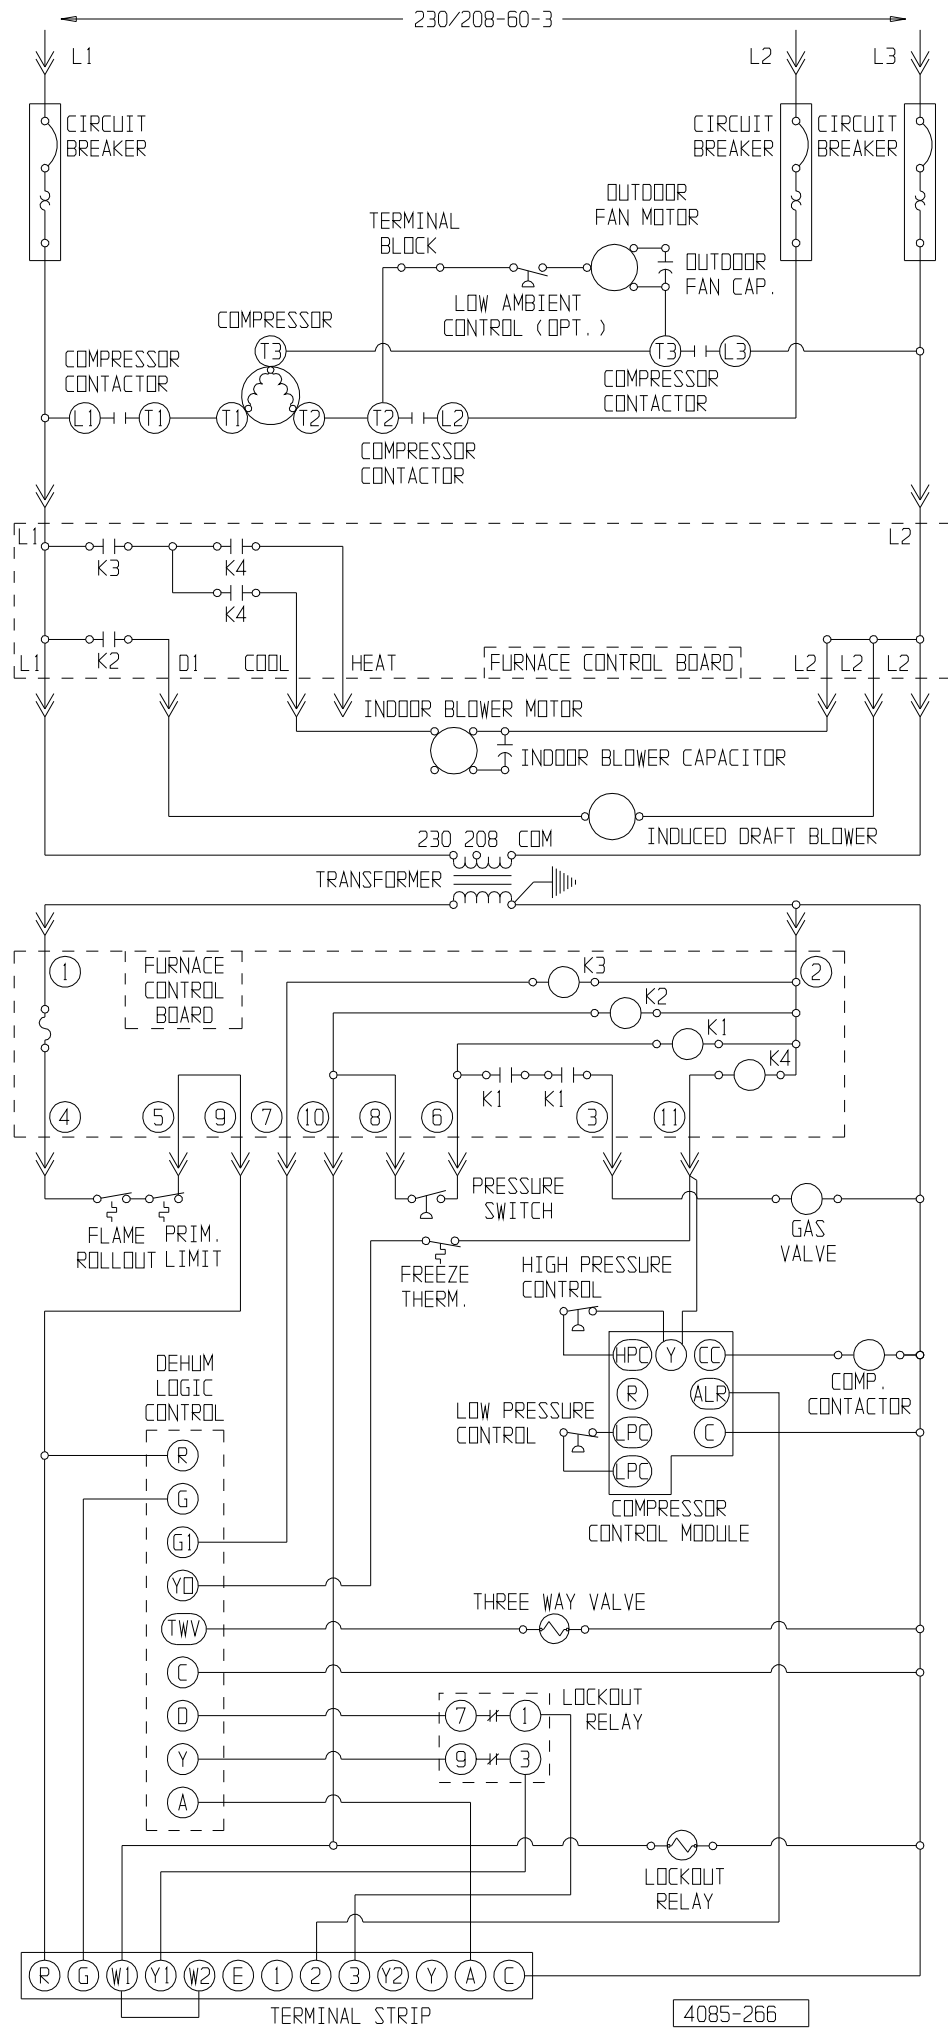 230/208-60-3
L1
L2
L3
CIRCUIT
BREAKER
CIRCUIT
BREAKER
CIRCUIT
BREAKER
OUTDOOR
FAN MOTOR
TERMINAL
BLOCK
OUTDOOR
FAN CAP.
LOW AMBIENT
CONTROL (OPT.)
COMPRESSOR
T3
T3
L3
COMPRESSOR
CONTACTOR
COMPRESSOR
CONTACTOR
L1
T1
T1
T2
T2
L2
COMPRESSOR
CONTACTOR
L1
L2
K3
K4
K4
K2
L1
D1
COOL
HEAT
FURNACE CONTROL BOARD
L2
L2
L2
INDOOR BLOWER MOTOR
INDOOR BLOWER CAPACITOR
INDUCED DRAFT BLOWER
230 208 COM
TRANSFORMER
1
FURNACE
CONTROL
BOARD
K3
2
K2
K1
K4
K1
K1
4
5
9
7
10
8
6
3
11
FLAME
ROLLOUT
PRIM.
LIMIT
PRESSURE
SWITCH
GAS
VALVE
FREEZE
THERM.
HIGH PRESSURE
CONTROL
HPC
Y
CC
COMP.
CONTACTOR
R
ALR
LOW PRESSURE
CONTROL
LPC
C
LPC
COMPRESSOR
CONTROL MODULE
DEHUM
LOGIC
CONTROL
R
G
G1
YO
TWV
THREE WAY VALVE
C
D
7
1
LOCKOUT
RELAY
Y
9
3
A
LOCKOUT
RELAY
R G W1 Y1 W2 E 1 2 3 Y2 Y A C
TERMINAL STRIP
4085-266